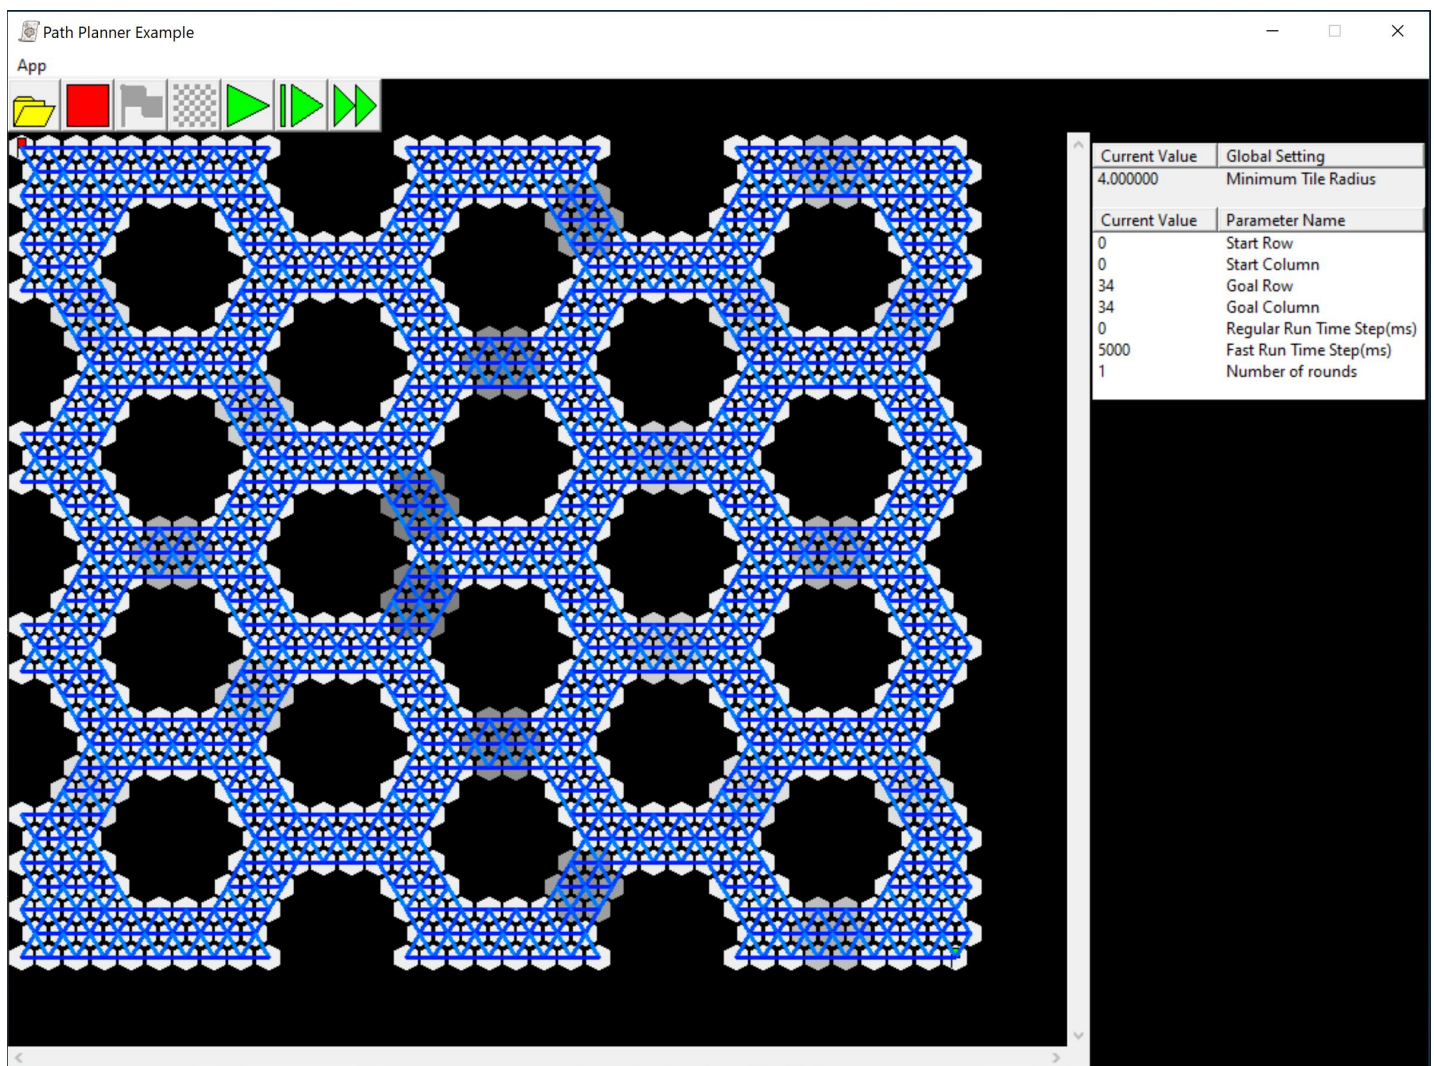 Path Planner Example
App
Current Value Global Setting
4.000000 Minimum Tile Radius
Current Value Parameter Name
0 Start Row
0 Start Column
34 Goal Row
34 Goal Column
0 Regular Run Time Step(ms)
5000 Fast Run Time Step(ms)
1 Number of rounds